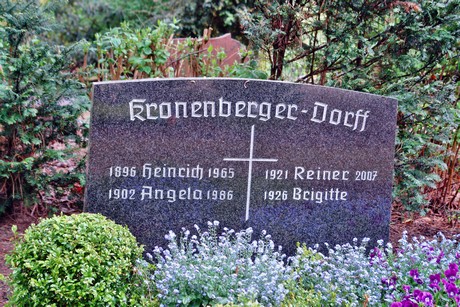 Kronenberger-Dorff
1896 Heinrich 1965
1902 Angela 1986
1921 Reiner 2007
1926 Brigitte